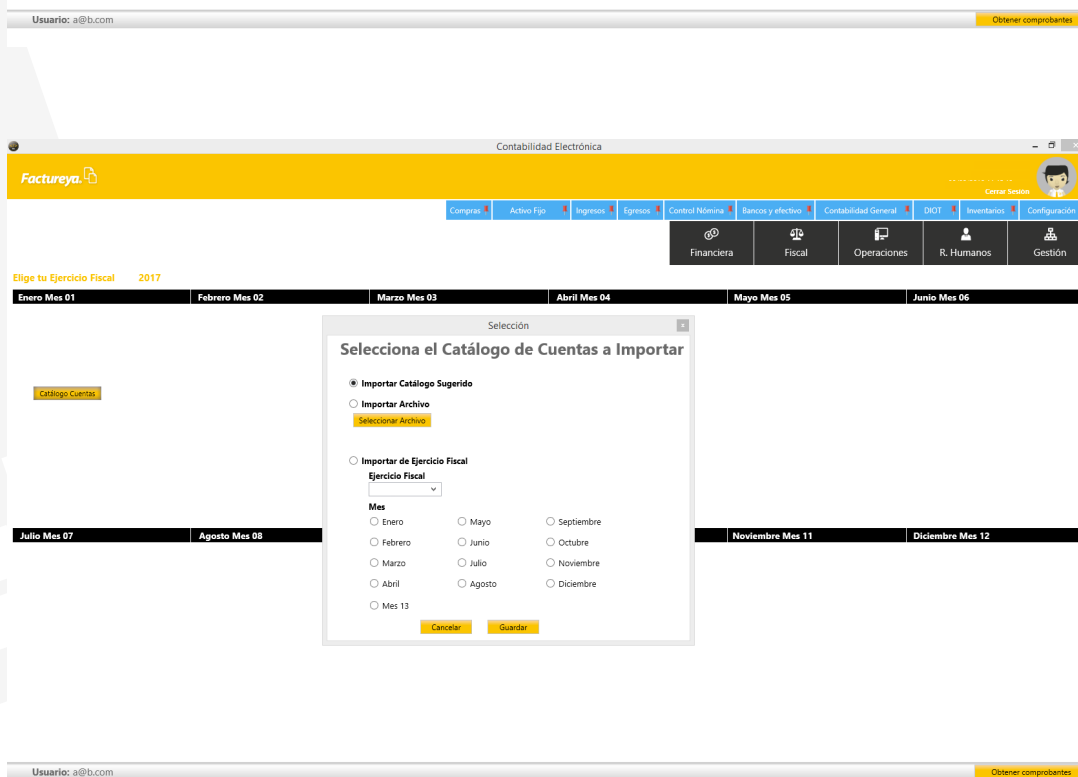 Usuario: a@b.com Obtener comprobantes
Contabilidad Electrónica
Factureya.
Cerrar Sesion
Compras Activo Fijo Ingresos Egresos Control Nómina Bancos y efectivo Contabilidad General DIOT Inventarios Configuración
Financiera Fiscal Operaciones R. Humanos Gestión
Elige tu Ejercicio Fiscal 2017
Enero Mes 01 Febrero Mes 02 Marzo Mes 03 Abril Mes 04 Mayo Mes 05 Junio Mes 06
Selección
Selecciona el Catálogo de Cuentas a Importar
Importar Catálogo Sugerido
Catálogo Cuentas
Importar Archivo
Seleccionar Archivo
Importar de Ejercicio Fiscal
Ejercicio Fiscal
Mes
Enero Mayo Septiembre
Julio Mes 07 Agosto Mes 08 Noviembre Mes 11 Diciembre Mes 12
Febrero Junio Octubre
Marzo Julio Noviembre
Abril Agosto Diciembre
Mes 13
Cancelar Guardar
Usuario: a@b.com Obtener comprobantes